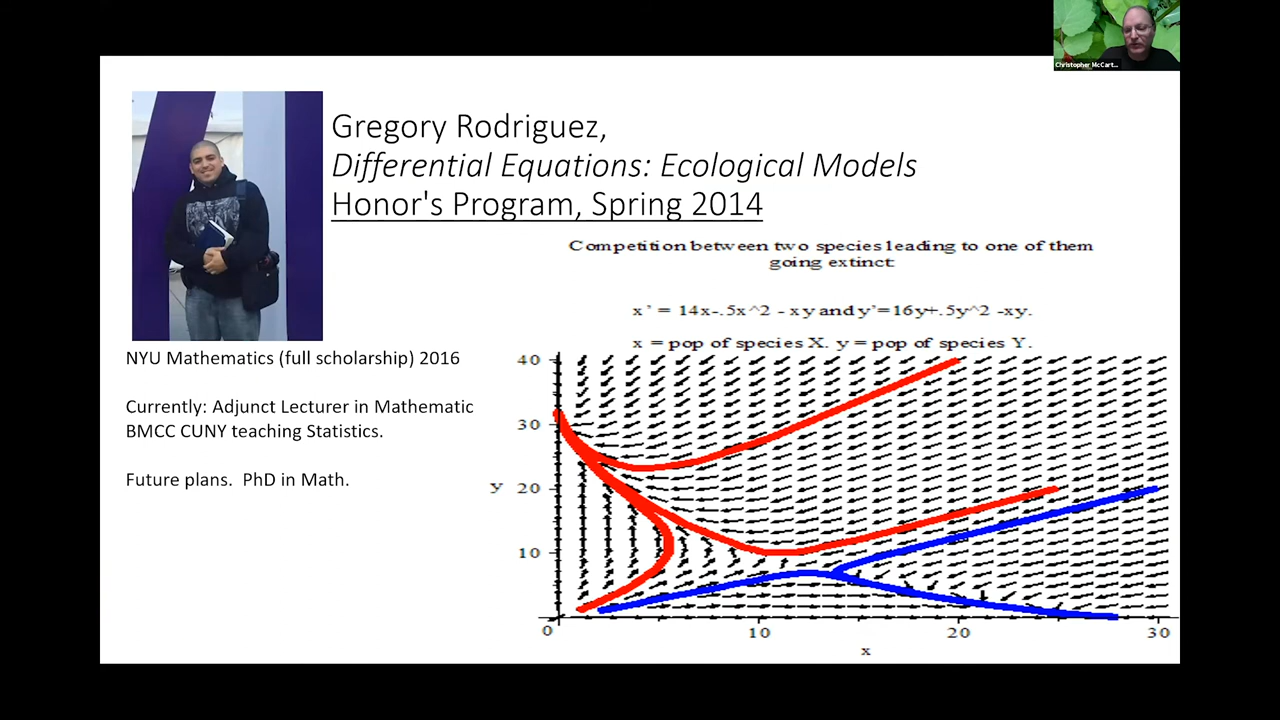 Christopher McCart...
Gregory Rodriguez,
Differential Equations: Ecological Models
Honor's Program, Spring 2014
Competition between two species leading to one of them
going extinct
x' = 14x-.5x^2 - xy and y'=16y+.5y^2 -xy.
x = pop of species X. y = pop of species Y.
NYU Mathematics (full scholarship) 2016
Currently: Adjunct Lecturer in Mathematic
BMCC CUNY teaching Statistics.
Future plans. PhD in Math.
40
30
y 20
10
0 10 20 30
x